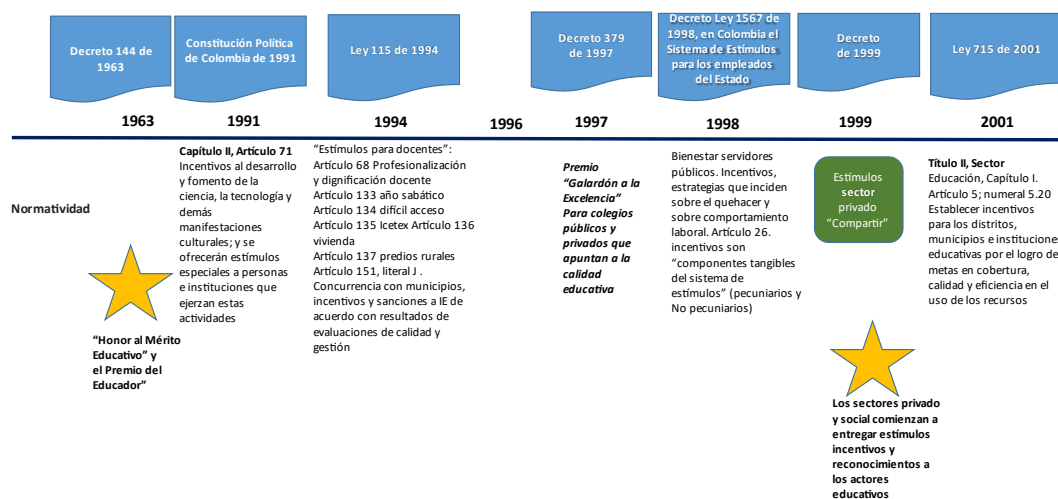 Decreto 144 de
1963
Constitución Política
de Colombia de 1991
Ley 115 de 1994
Decreto 379
de 1997
Decreto Ley 1567 de
1998, en Colombia el
Sistema de Estímulos
para los empleados
del Estado
Decreto
de 1999
Ley 715 de 2001
1963
1991
1994
1996
1997
1998
1999
2001
Normatividad
"Honor al Mérito
Educativo" y
el Premio del
Educador"
Capítulo II, Artículo 71
Incentivos al desarrollo
y fomento de la
ciencia, la tecnología y
demás
manifestaciones
culturales; y se
ofrecerán estímulos
especiales a personas
e instituciones que
ejerzan estas
actividades
"Estímulos para docentes":
Artículo 68 Profesionalización
y dignificación docente
Artículo 133 año sabático
Artículo 134 difícil acceso
Artículo 135 Icetex Artículo 136
vivienda
Artículo 137 predios rurales
Artículo 151, literal J .
Concurrencia con municipios,
incentivos y sanciones a IE de
acuerdo con resultados de
evaluaciones de calidad y
gestión
Premio
"Galardón a la
Excelencia"
Para colegios
públicos y
privados que
apuntan a la
calidad
educativa
Bienestar servidores
públicos. Incentivos,
estrategias que inciden
sobre el quehacer y
sobre comportamiento
laboral. Artículo 26.
incentivos son
"componentes tangibles
del sistema de
estímulos" (pecuniarios y
No pecuniarios)
Estímulos
sector
privado
"Compartir"
Los sectores privado
y social comienzan a
entregar estímulos
incentivos y
reconocimientos a
los actores
educativos
Título II, Sector
Educación, Capítulo I.
Artículo 5; numeral 5.20
Establecer incentivos
para los distritos,
municipios e instituciones
educativas por el logro de
metas en cobertura,
calidad y eficiencia en el
uso de los recursos